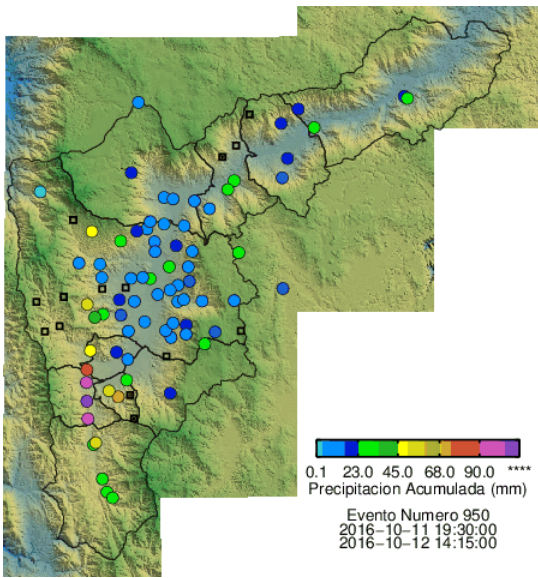 0.1 23.0 45.0 68.0 90.0 ****
Precipitacion Acumulada (mm)
Evento Numero 950
2016-10-11 19:30:00
2016-10-12 14:15:00